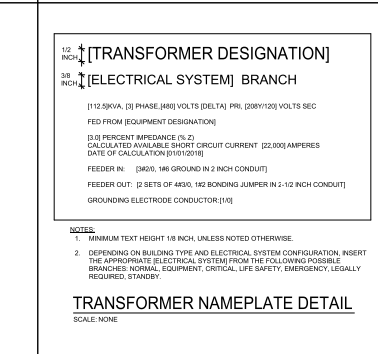 1/2 INCH [TRANSFORMER DESIGNATION]
3/8 INCH [ELECTRICAL SYSTEM] BRANCH
[112.5]KVA, [3] PHASE,[480] VOLTS [DELTA] PRI, [208Y/120] VOLTS SEC
FED FROM [EQUIPMENT DESIGNATION]
[3.0] PERCENT IMPEDANCE (% Z)
CALCULATED AVAILABLE SHORT CIRCUIT CURRENT [22,000] AMPERES
DATE OF CALCULATION [01/01/2018]
FEEDER IN: [3#2/0, 1#6 GROUND IN 2 INCH CONDUIT]
FEEDER OUT: [2 SETS OF 4#3/0, 1#2 BONDING JUMPER IN 2-1/2 INCH CONDUIT]
GROUNDING ELECTRODE CONDUCTOR:[1/0]
NOTES:
1. MINIMUM TEXT HEIGHT 1/8 INCH, UNLESS NOTED OTHERWISE.
2. DEPENDING ON BUILDING TYPE AND ELECTRICAL SYSTEM CONFIGURATION, INSERT
THE APPROPRIATE [ELECTRICAL SYSTEM] FROM THE FOLLOWING POSSIBLE
BRANCHES: NORMAL, EQUIPMENT, CRITICAL, LIFE SAFETY, EMERGENCY, LEGALLY
REQUIRED, STANDBY.
TRANSFORMER NAMEPLATE DETAIL
SCALE: NONE